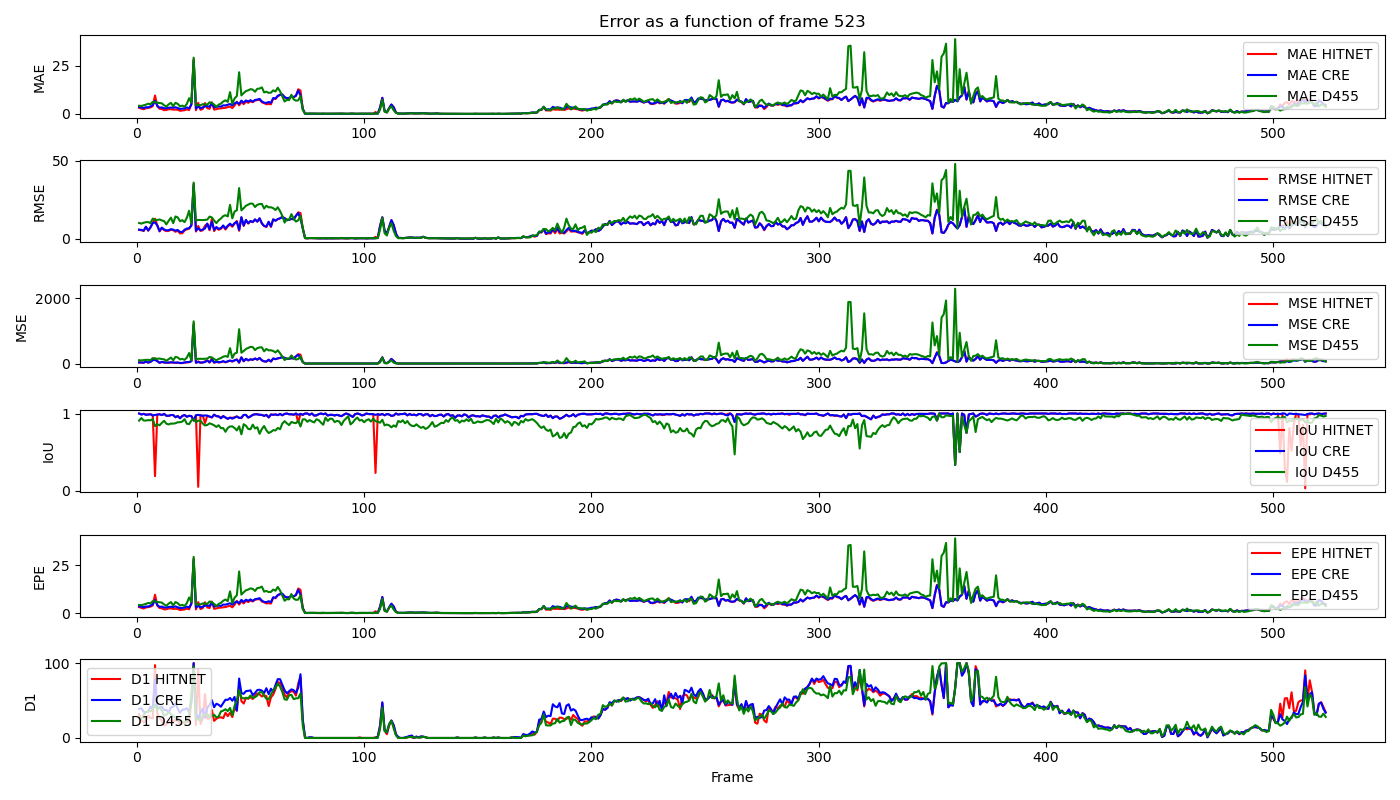 Error as a function of frame 523
MAE
25
0
MAE HITNET
MAE CRE
MAE D455
0 100 200 300 400 500
RMSE
50
0
RMSE HITNET
RMSE CRE
RMSE D455
0 100 200 300 400 500
MSE
2000
0
MSE HITNET
MSE CRE
MSE D455
0 100 200 300 400 500
IoU
1
0
IoU HITNET
IoU CRE
IoU D455
0 100 200 300 400 500
EPE
25
0
EPE HITNET
EPE CRE
EPE D455
0 100 200 300 400 500
D1
100
0
D1 HITNET
D1 CRE
D1 D455
0 100 200 300 400 500
Frame